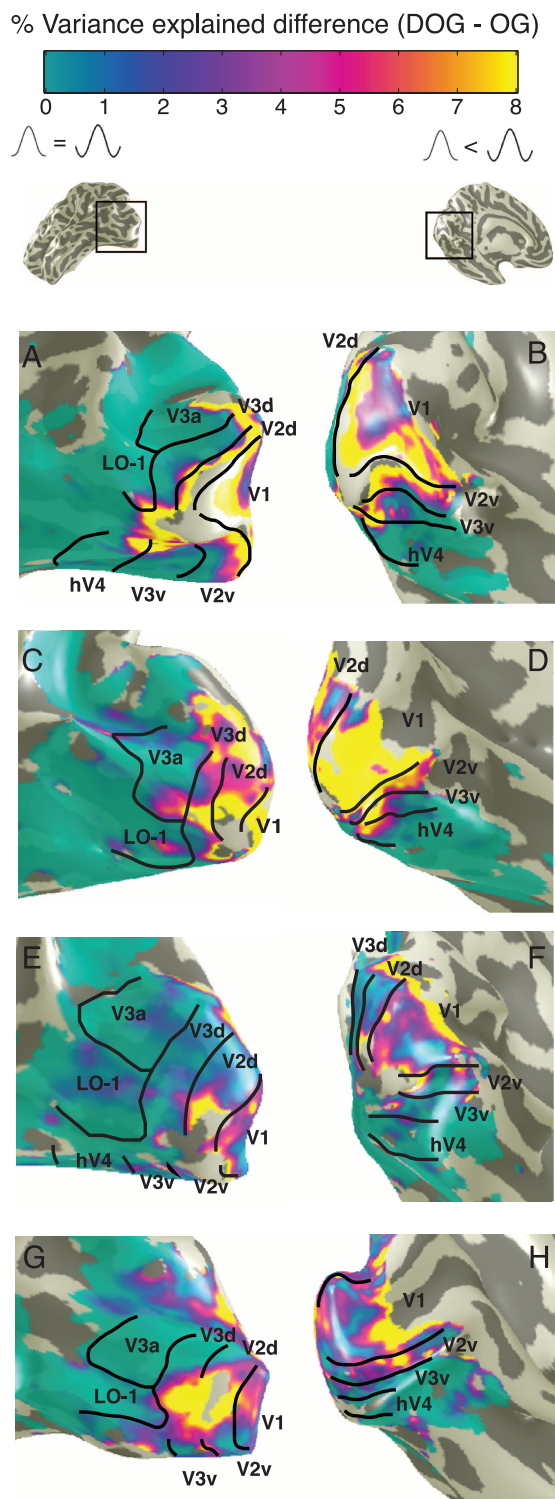 % Variance explained difference (DOG - OG)
0 1 2 3 4 5 6 7 8
= <
A B
V2d
V3a V3d V1
V2d
LO-1
V1
V2v
V3v
hV4 hV4
V3v V2v
C D
V2d
V3a V3d V1
V2d V2v
V3v
LO-1 V1 hV4
E F
V3d
V2d
V3a V1
V3d
LO-1 V2d V2v
V3v
V1
hV4 hV4
V3v V2v
G H
V3a V3d V1
V2d
V2v
LO-1 V3v
V1 hV4
V3v V2v